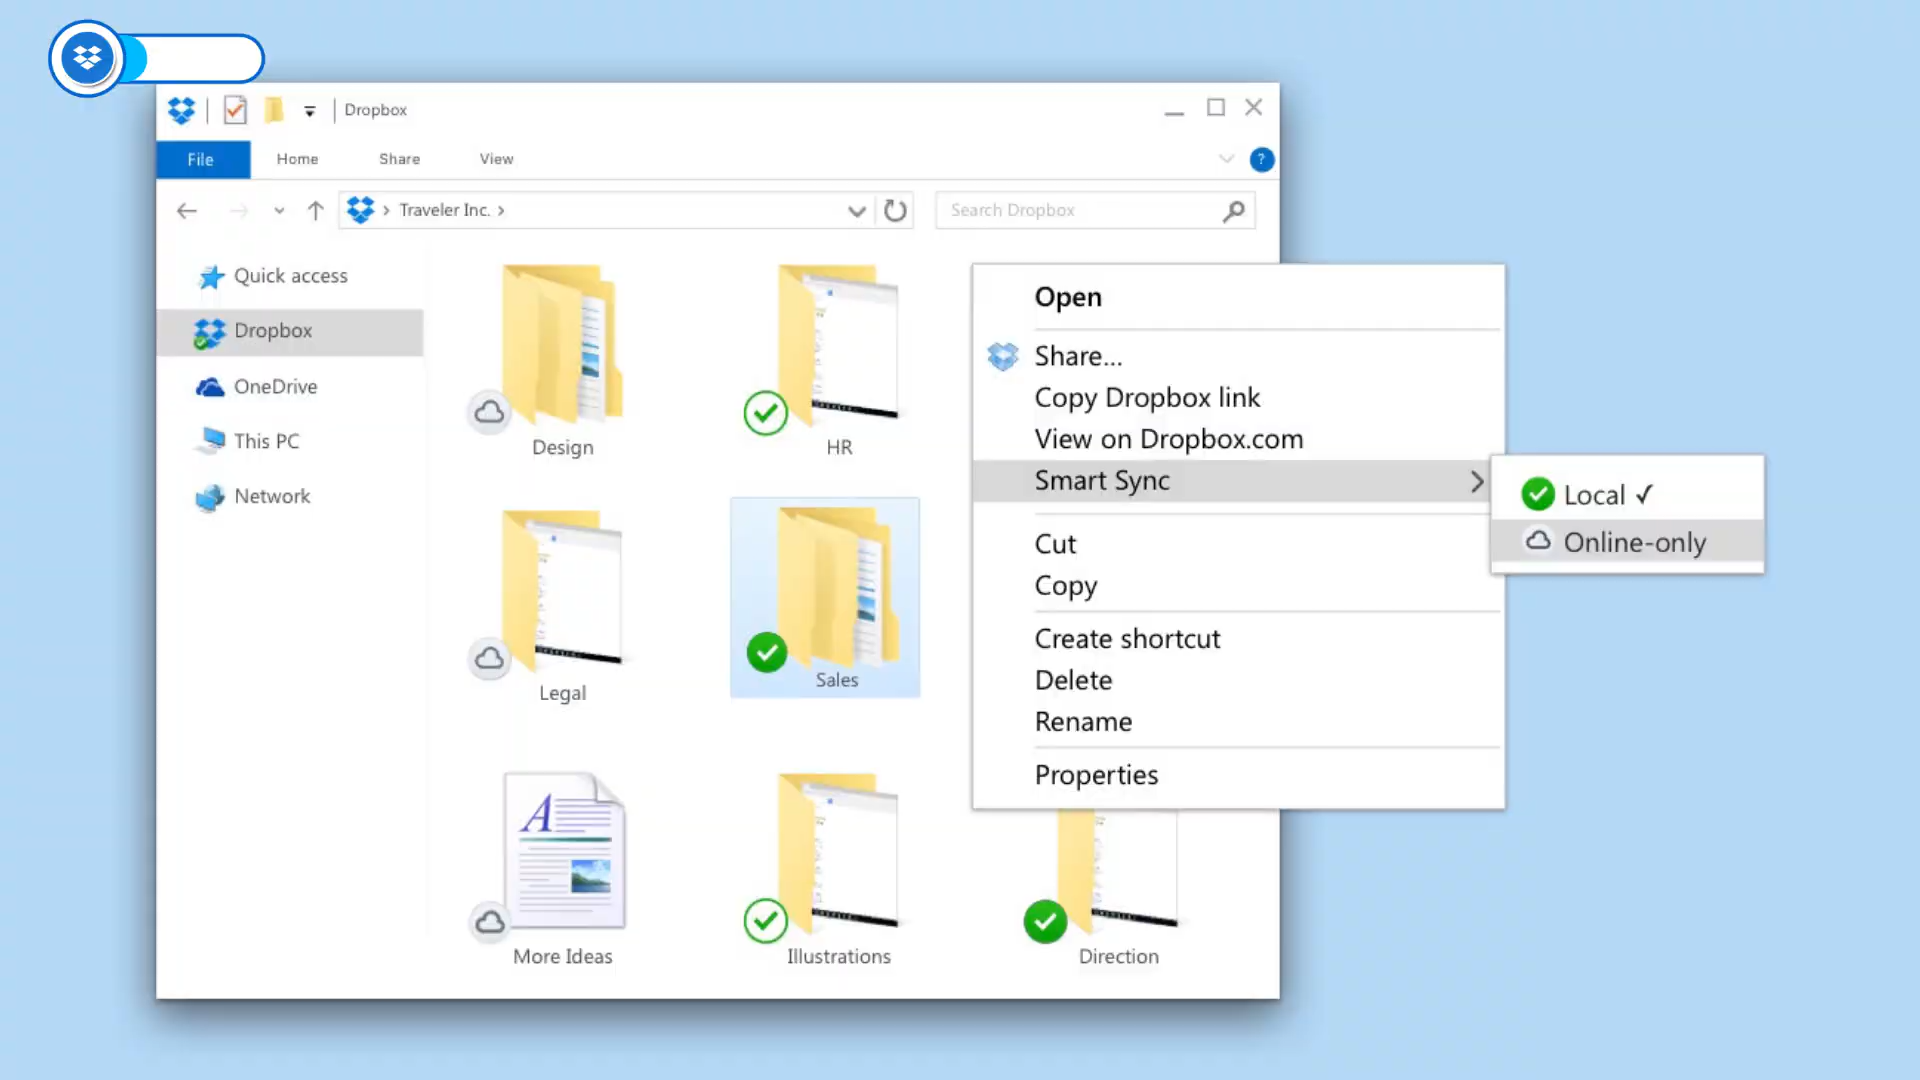 Dropbox
File Home Share View ?
Traveler Inc.
Search Dropbox
Quick access
Dropbox
OneDrive
This PC
Network
Design
HR
Legal
Sales
More Ideas
Illustrations
Direction
Open
Share...
Copy Dropbox link
View on Dropbox.com
Smart Sync
Cut
Copy
Create shortcut
Delete
Rename
Properties
Local ✓
Online-only